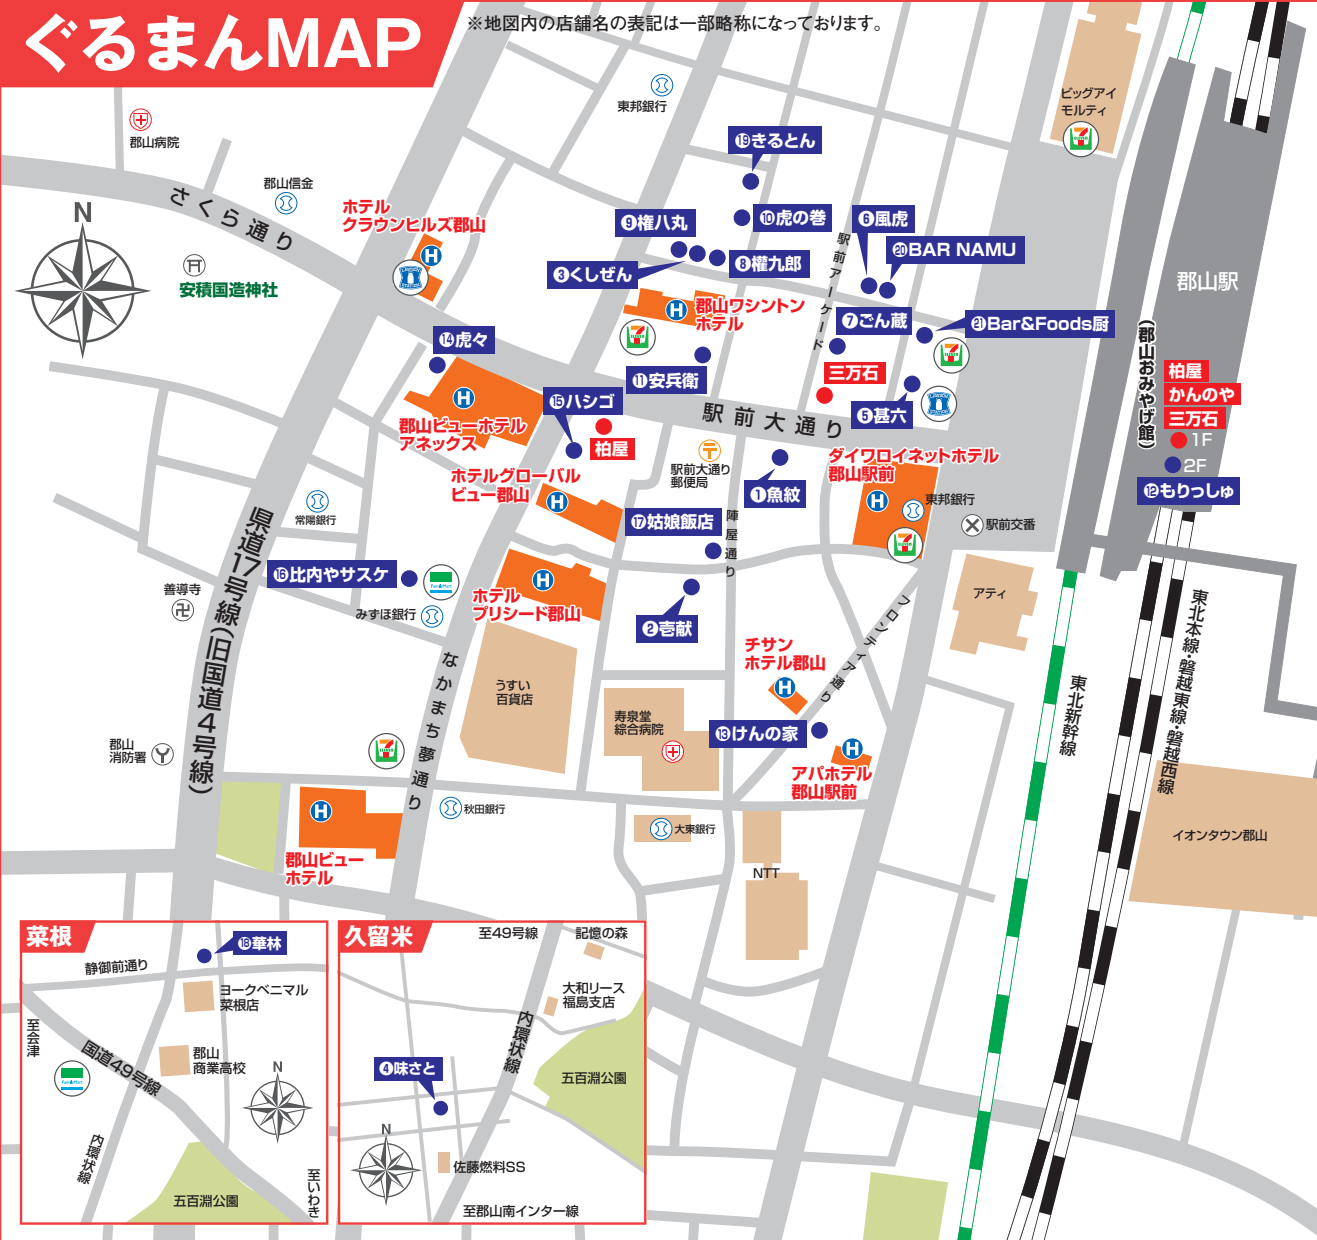 ぐるまんMAP
※地図内の店舗名の表記は一部略称になっております。
郡山病院
東邦銀行
ビッグアイ
モルティ
⑲きるとん
郡山信金
さくら通り
N
安積国造神社
ホテル
クラウンヒルズ郡山
⑨権八丸
⑩虎の巻
⑥風虎
⑳BAR NAMU
③くしぜん
⑧權九郎
駅前アーケード
郡山駅
郡山ワシントン
ホテル
⑦ごん蔵
㉑Bar&Foods厨
⑭虎々
⑪安兵衛
三万石
⑤甚六
(郡山おみやげ館)
柏屋
かんのや
三万石
1F
2F
⑫もりっしゅ
⑮ハシゴ
柏屋
駅前大通り
郡山ビューホテル
アネックス
ホテルグローバル
ビュー郡山
駅前大通り
郵便局
①魚紋
ダイワロイネットホテル
郡山駅前
東邦銀行
駅前交番
常陽銀行
⑰姑娘飯店
陣屋通り
県道17号線(旧国道4号線)
⑯比内やサスケ
善導寺
みずほ銀行
ホテル
プリシード郡山
②壱献
アティ
フロンティア通り
チサン
ホテル郡山
東北本線・磐越東線・磐越西線
東北新幹線
なかまち夢通り
うすい
百貨店
寿泉堂
綜合病院
⑬けんの家
アパホテル
郡山駅前
郡山
消防署
秋田銀行
大東銀行
イオンタウン郡山
郡山ビュー
ホテル
NTT
菜根
⑱華林
静御前通り
ヨークベニマル
菜根店
至会津
国道49号線
郡山
商業高校
N
内環状線
五百淵公園
至いわき
久留米
至49号線
記憶の森
大和リース
福島支店
内環状線
④味さと
五百淵公園
N
佐藤燃料SS
至郡山南インター線